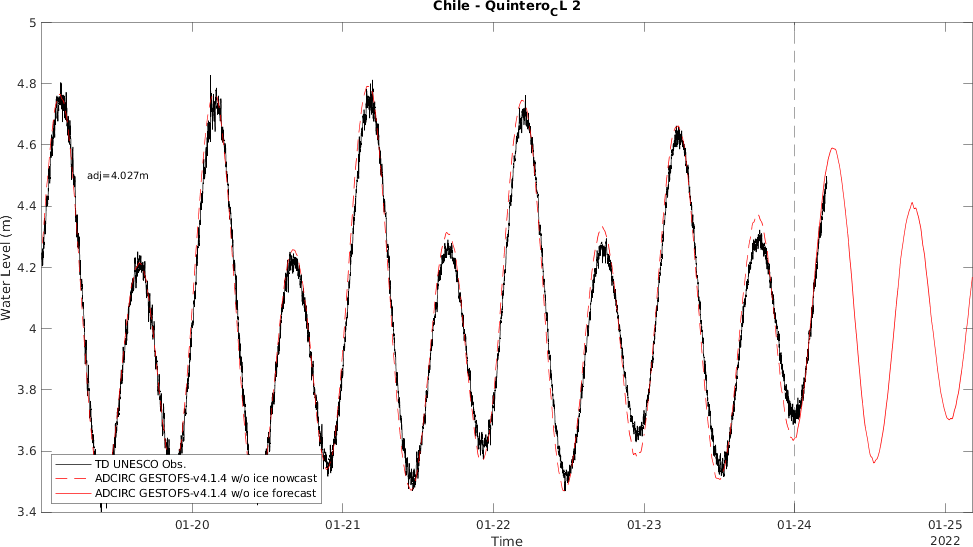 Chile - Quintero_CL 2
Water Level (m)
5
4.8
4.6
4.4
4.2
4
3.8
3.6
3.4
adj=4.027m
TD UNESCO Obs.
ADCIRC GESTOFS-v4.1.4 w/o ice nowcast
ADCIRC GESTOFS-v4.1.4 w/o ice forecast
01-20
01-21
01-22
01-23
01-24
01-25
Time
2022